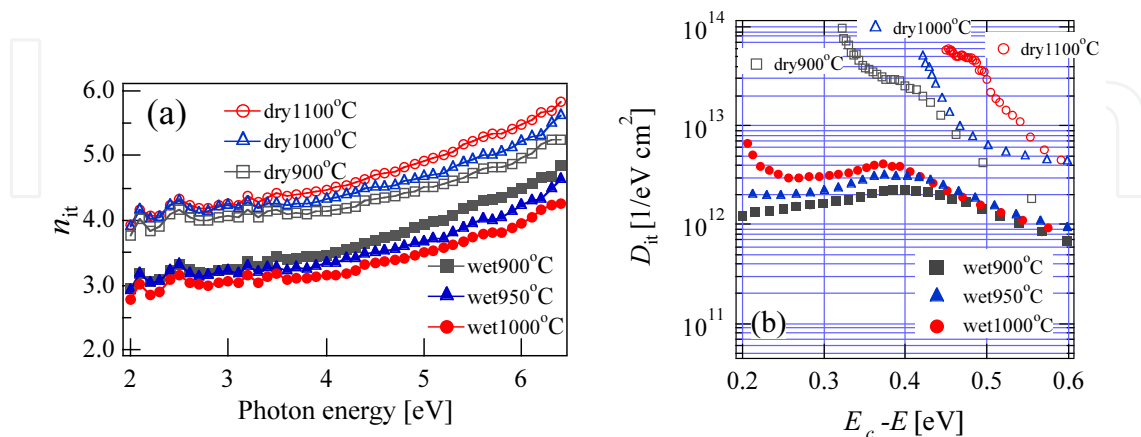 (a)
6.0
5.0
4.0
3.0
2.0
n_it
dry1100°C
dry1000°C
dry900°C
wet900°C
wet950°C
wet1000°C
2 3 4 5 6
Photon energy [eV]
10^14
10^13
10^12
10^11
D_it [1/eV cm^2]
dry1000°C
dry1100°C
dry900°C
wet900°C
wet950°C
wet1000°C
(b)
0.2 0.3 0.4 0.5 0.6
E_c -E [eV]